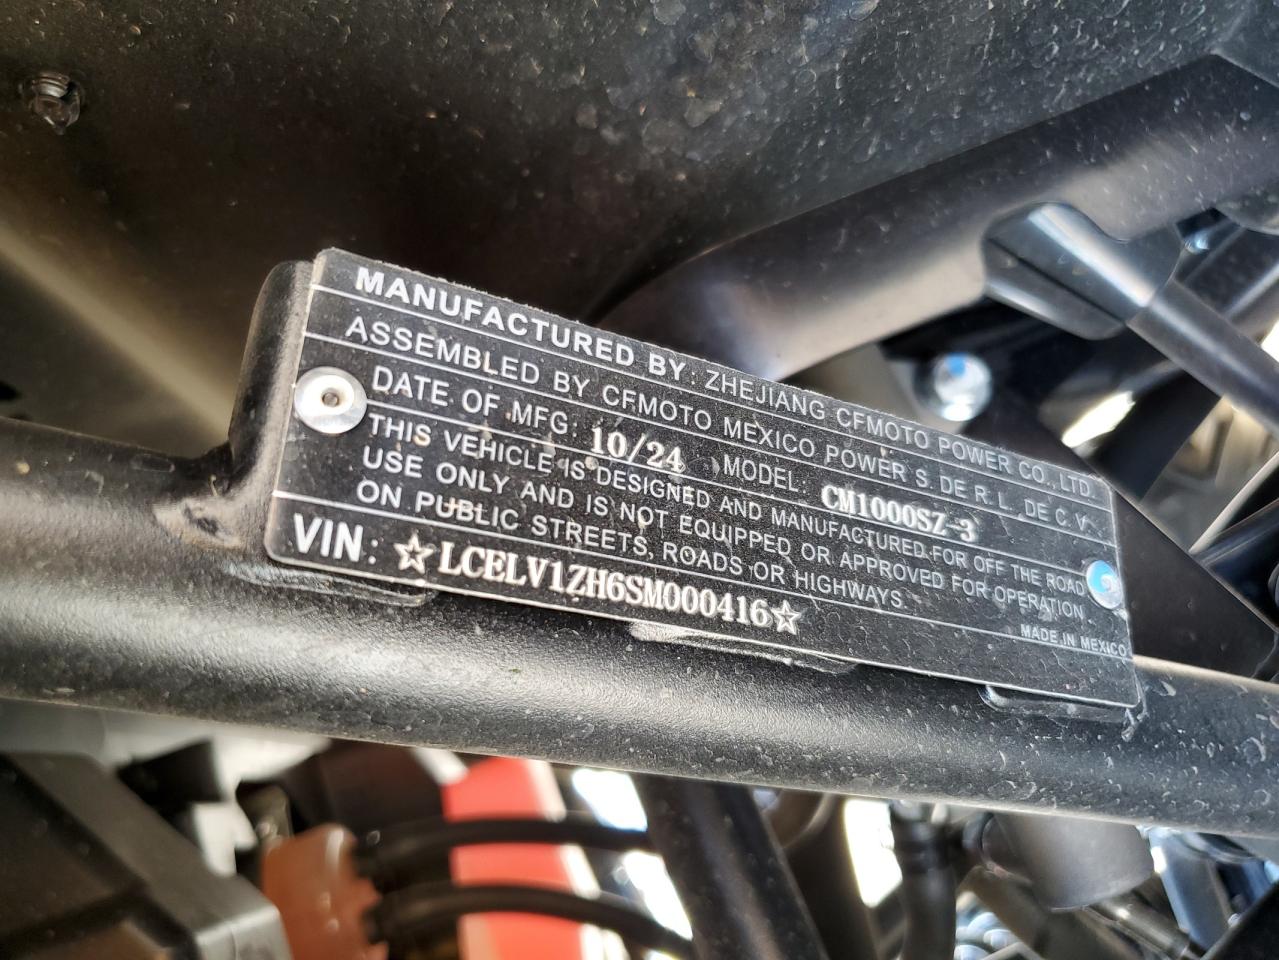 MANUFACTURED BY: ZHEJIANG CFMOTO POWER CO., LTD.
ASSEMBLED BY CFMOTO MEXICO POWER S. DE R.L. DE C.V.
DATE OF MFG: 10/24 MODEL: CM1000SZ-3
THIS VEHICLE IS DESIGNED AND MANUFACTURED FOR OFF THE ROAD
USE ONLY AND IS NOT EQUIPPED OR APPROVED FOR OPERATION
ON PUBLIC STREETS, ROADS OR HIGHWAYS.
MADE IN MEXICO
VIN: ☆LCELV1ZH6SM000416☆